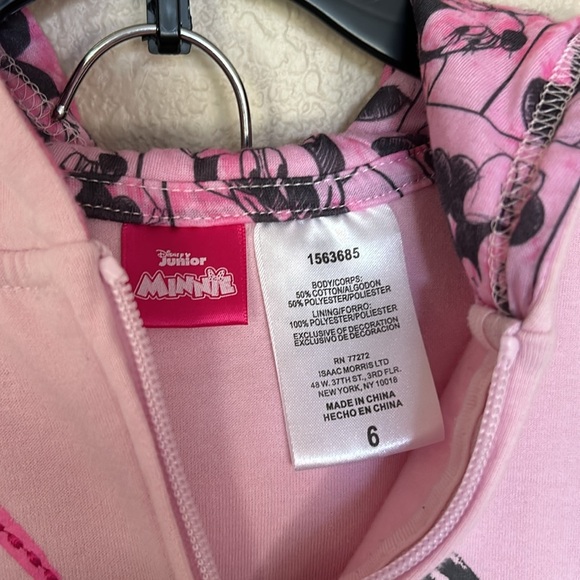 Disney
Junior
MINNIE
1563685
BODY/CORPS:
50% COTTON/ALGODON
50% POLYESTER/POLIESTER
LINING/FORRO:
100% POLYESTER/POLIESTER
EXCLUSIVE OF DECORATION
EXCLUSIVO DE DECORACIÓN
RN 77272
ISAAC MORRIS LTD
48 W. 37TH ST., 3RD FLR.
NEW YORK, NY 10018
MADE IN CHINA
HECHO EN CHINA
6